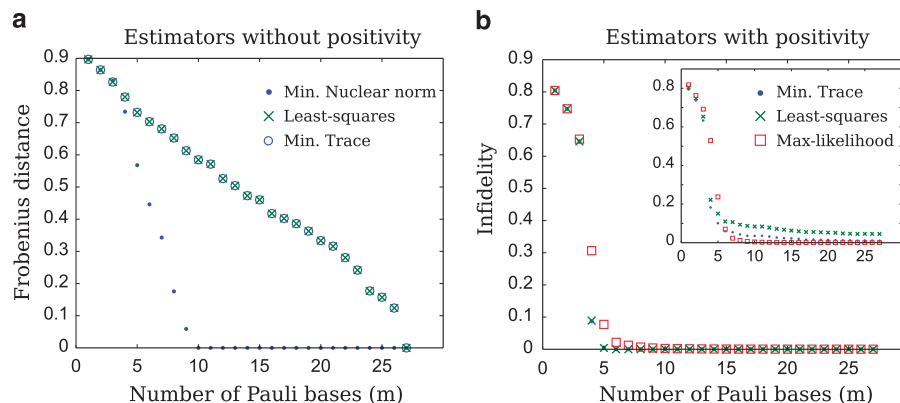 a
Estimators without positivity
Frobenius distance
0.9
0.8
0.7
0.6
0.5
0.4
0.3
0.2
0.1
0
Min. Nuclear norm
Least-squares
Min. Trace
0 5 10 15 20 25
Number of Pauli bases (m)
b
Estimators with positivity
Infidelity
0.9
0.8
0.7
0.6
0.5
0.4
0.3
0.2
0.1
0
0.8
0.6
0.4
0.2
0
Min. Trace
Least-squares
Max-likelihood
0 5 10 15 20 25
0 5 10 15 20 25
Number of Pauli bases (m)